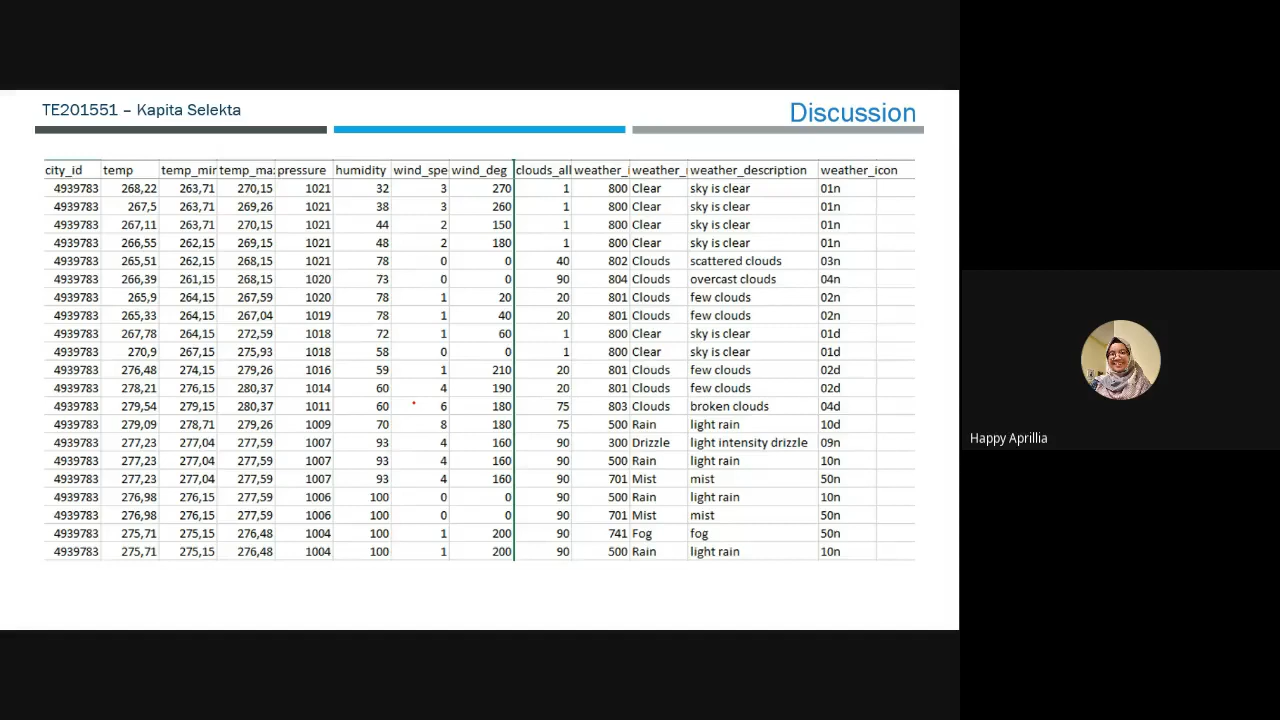 TE201551 – Kapita Selekta
Discussion
city_id temp temp_mir temp_ma: pressure humidity wind_spe wind_deg clouds_all weather_i weather_ı weather_description weather_icon
4939783 268,22 263,71 270,15 1021 32 3 270 1 800 Clear sky is clear 01n
4939783 267,5 263,71 269,26 1021 38 3 260 1 800 Clear sky is clear 01n
4939783 267,11 263,71 270,15 1021 44 2 150 1 800 Clear sky is clear 01n
4939783 266,55 262,15 269,15 1021 48 2 180 1 800 Clear sky is clear 01n
4939783 265,51 262,15 268,15 1021 78 0 0 40 802 Clouds scattered clouds 03n
4939783 266,39 261,15 268,15 1020 73 0 0 90 804 Clouds overcast clouds 04n
4939783 265,9 264,15 267,59 1020 78 1 20 20 801 Clouds few clouds 02n
4939783 265,33 264,15 267,04 1019 78 1 40 20 801 Clouds few clouds 02n
4939783 267,78 264,15 272,59 1018 72 1 60 1 800 Clear sky is clear 01d
4939783 270,9 267,15 275,93 1018 58 0 0 1 800 Clear sky is clear 01d
4939783 276,48 274,15 279,26 1016 59 1 210 20 801 Clouds few clouds 02d
4939783 278,21 276,15 280,37 1014 60 4 190 20 801 Clouds few clouds 02d
4939783 279,54 279,15 280,37 1011 60 6 180 75 803 Clouds broken clouds 04d
4939783 279,09 278,71 279,26 1009 70 8 180 75 500 Rain light rain 10d
4939783 277,23 277,04 277,59 1007 93 4 160 90 300 Drizzle light intensity drizzle 09n
4939783 277,23 277,04 277,59 1007 93 4 160 90 500 Rain light rain 10n
4939783 277,23 277,04 277,59 1007 93 4 160 90 701 Mist mist 50n
4939783 276,98 276,15 277,59 1006 100 0 0 90 500 Rain light rain 10n
4939783 276,98 276,15 277,59 1006 100 0 0 90 701 Mist mist 50n
4939783 275,71 275,15 276,48 1004 100 1 200 90 741 Fog fog 50n
4939783 275,71 275,15 276,48 1004 100 1 200 90 500 Rain light rain 10n
Happy Aprillia